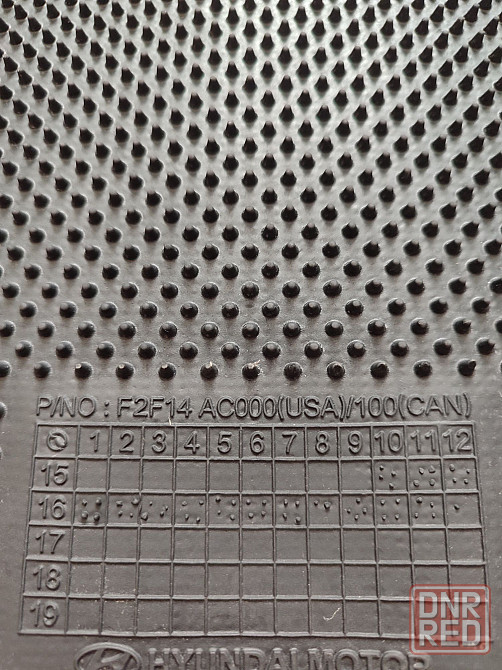 P/NO : F2F14 AC000(USA)/100(CAN)
1 2 3 4 5 6 7 8 9 10 11 12
15
16
17
18
19
HYUNDAI MOTOR
DNR
RED